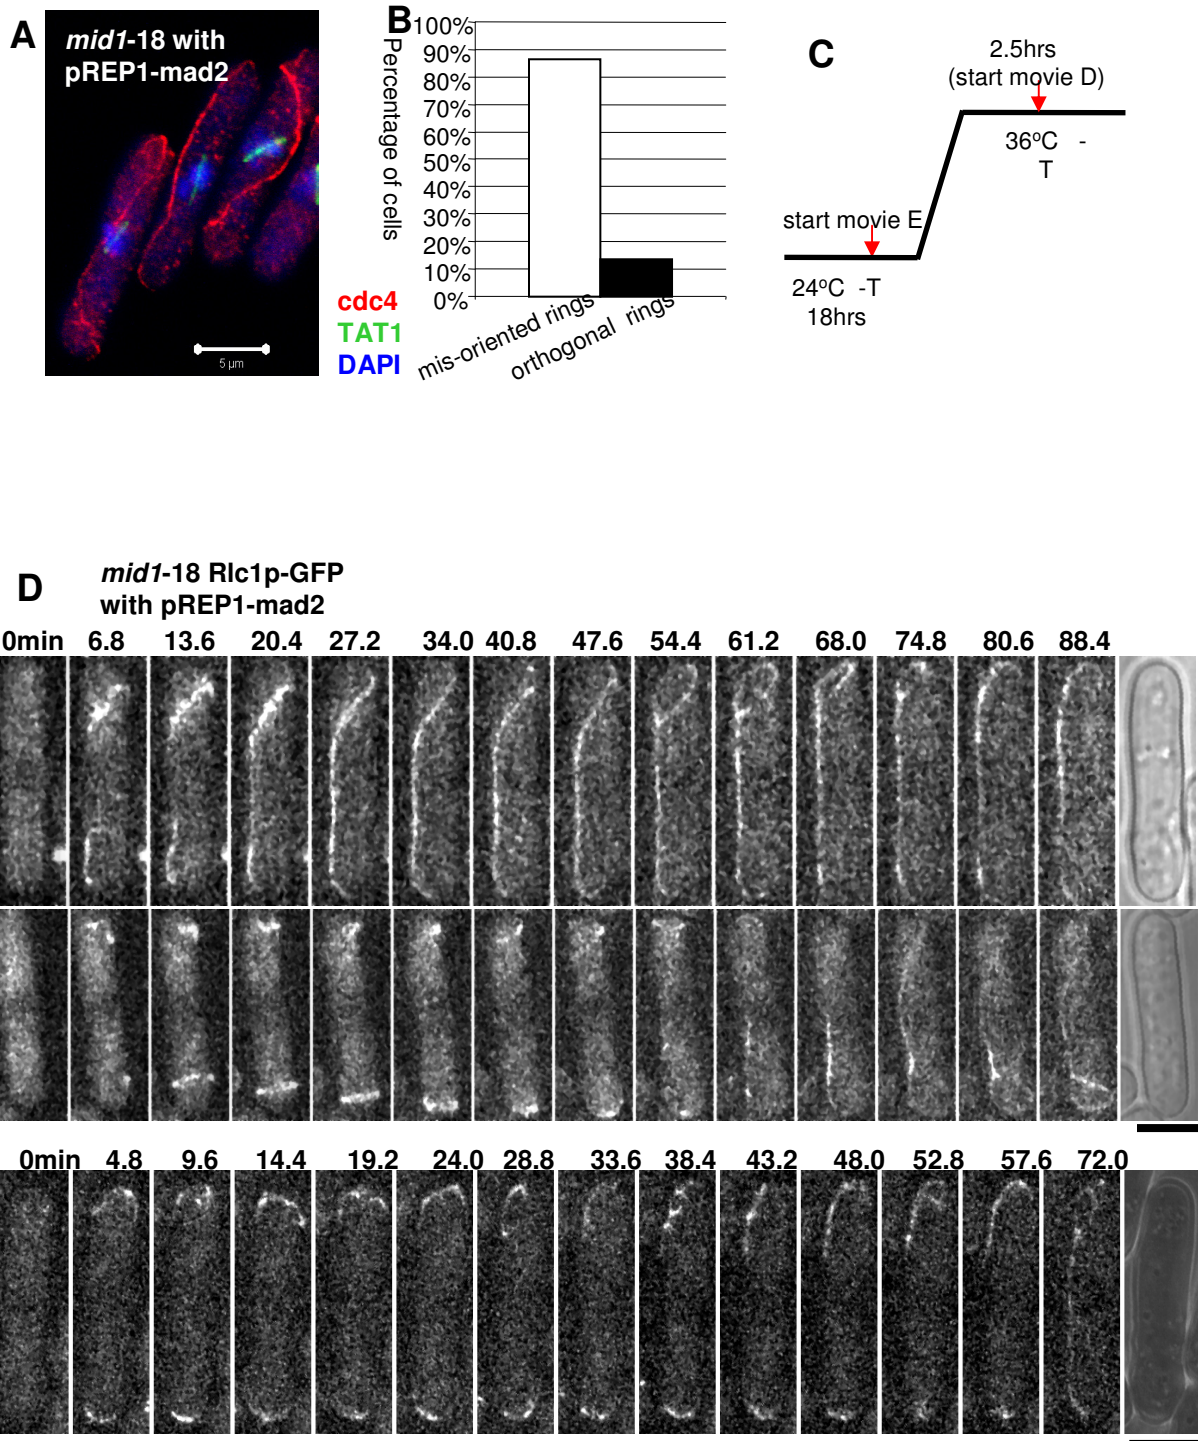 A
mid1-18 with
pREP1-mad2
5 µm
cdc4
TAT1
DAPI
B
100%
90%
80%
70%
60%
50%
40%
30%
20%
10%
0%
Percentage of cells
mis-oriented rings
orthogonal rings
C
2.5hrs
(start movie D)
36ºC -
T
start movie E
24ºC -T
18hrs
D
mid1-18 Rlc1p-GFP
with pREP1-mad2
0min 6.8 13.6 20.4 27.2 34.0 40.8 47.6 54.4 61.2 68.0 74.8 80.6 88.4
0min 4.8 9.6 14.4 19.2 24.0 28.8 33.6 38.4 43.2 48.0 52.8 57.6 72.0